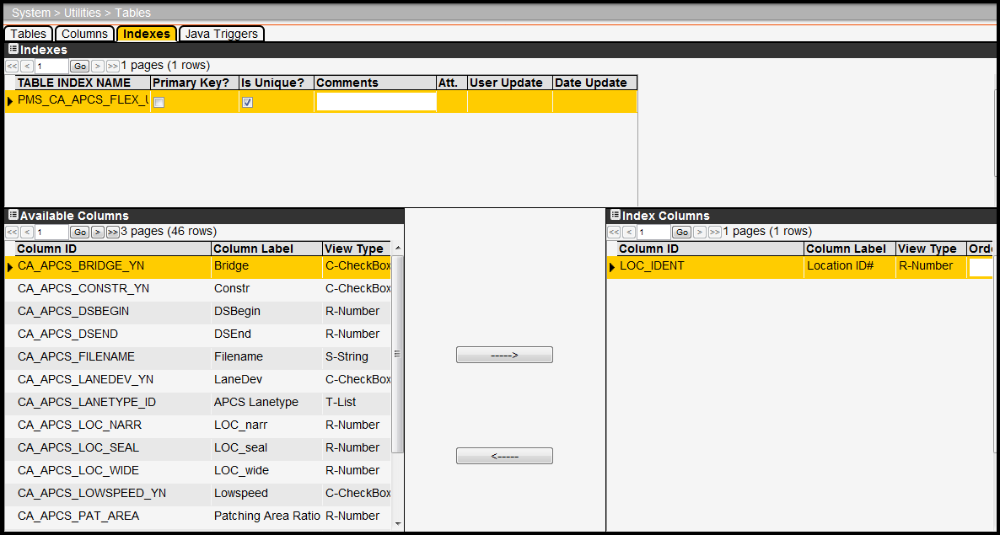 System > Utilities > Tables
Tables Columns Indexes Java Triggers
Indexes
<< < 1 Go > >> 1 pages (1 rows)
TABLE INDEX NAME Primary Key? Is Unique? Comments Att. User Update Date Update
PMS_CA_APCS_FLEX_U
Available Columns
<< < 1 Go > >> 3 pages (46 rows)
Column ID Column Label View Type
CA_APCS_BRIDGE_YN Bridge C-CheckBox
CA_APCS_CONSTR_YN Constr C-CheckBox
CA_APCS_DSBEGIN DSBegin R-Number
CA_APCS_DSEND DSEnd R-Number
CA_APCS_FILENAME Filename S-String
CA_APCS_LANEDEV_YN LaneDev C-CheckBox
CA_APCS_LANETYPE_ID APCS Lanetype T-List
CA_APCS_LOC_NARR LOC_narr R-Number
CA_APCS_LOC_SEAL LOC_seal R-Number
CA_APCS_LOC_WIDE LOC_wide R-Number
CA_APCS_LOWSPEED_YN Lowspeed C-CheckBox
CA_APCS_PAT_AREA Patching Area Ratio R-Number
----->
<-----
Index Columns
<< < 1 Go > >> 1 pages (1 rows)
Column ID Column Label View Type Orde
LOC_IDENT Location ID# R-Number